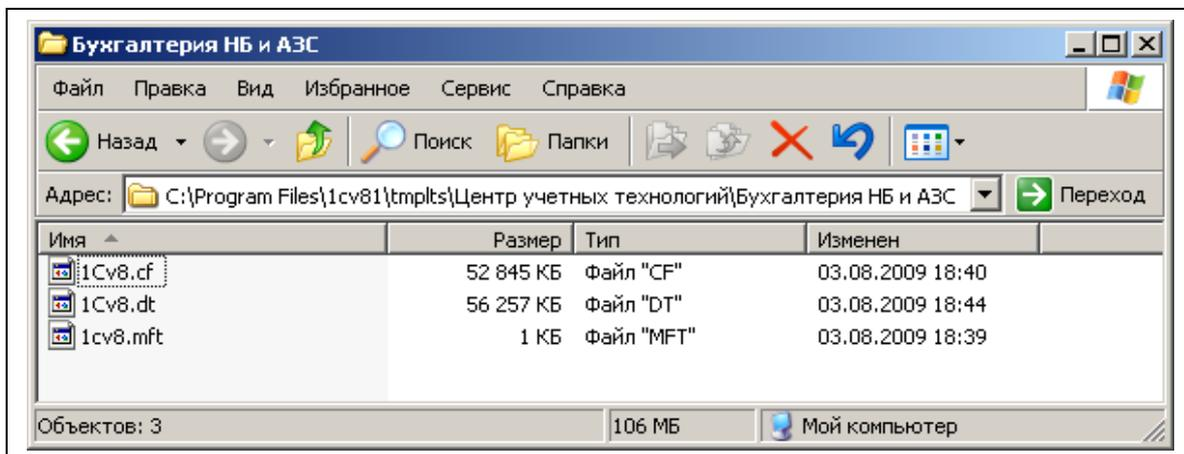 Бухгалтерия НБ и АЗС
Файл Правка Вид Избранное Сервис Справка
Назад Поиск Папки
Адрес: C:\Program Files\1cv81\tmplts\Центр учетных технологий\Бухгалтерия НБ и АЗС Переход
Имя Размер Тип Изменен
1Cv8.cf 52 845 КБ Файл "CF" 03.08.2009 18:40
1Cv8.dt 56 257 КБ Файл "DT" 03.08.2009 18:44
1cv8.mft 1 КБ Файл "MFT" 03.08.2009 18:39
Объектов: 3 106 МБ Мой компьютер